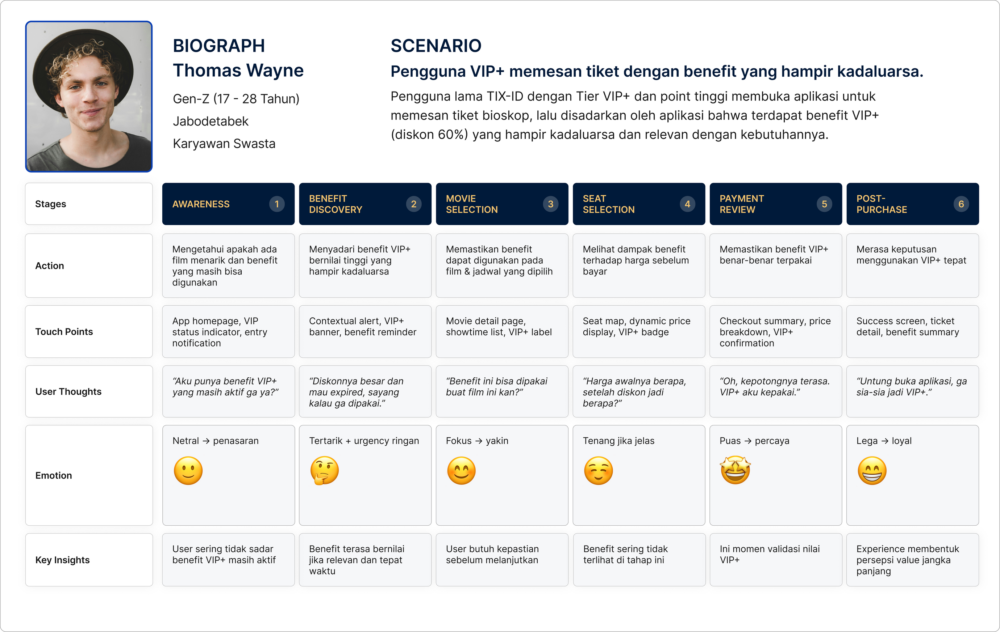 BIOGRAPH
Thomas Wayne
Gen-Z (17 - 28 Tahun)
Jabodetabek
Karyawan Swasta
SCENARIO
Pengguna VIP+ memesan tiket dengan benefit yang hampir kadaluarsa.
Pengguna lama TIX-ID dengan Tier VIP+ dan point tinggi membuka aplikasi untuk
memesan tiket bioskop, lalu disadarkan oleh aplikasi bahwa terdapat benefit VIP+
(diskon 60%) yang hampir kadaluarsa dan relevan dengan kebutuhannya.
Stages
AWARENESS
1
BENEFIT
DISCOVERY
2
MOVIE
SELECTION
3
SEAT
SELECTION
4
PAYMENT
REVIEW
5
POST-
PURCHASE
6
Action
Mengetahui apakah ada
film menarik dan benefit
yang masih bisa
digunakan
Menyadari benefit VIP+
bernilai tinggi yang
hampir kadaluarsa
Memastikan benefit
dapat digunakan pada
film & jadwal yang dipilih
Melihat dampak benefit
terhadap harga sebelum
bayar
Memastikan benefit VIP+
benar-benar terpakai
Merasa keputusan
menggunakan VIP+ tepat
Touch Points
App homepage, VIP
status indicator, entry
notification
Contextual alert, VIP+
banner, benefit reminder
Movie detail page,
showtime list, VIP+ label
Seat map, dynamic price
display, VIP+ badge
Checkout summary, price
breakdown, VIP+
confirmation
Success screen, ticket
detail, benefit summary
User Thoughts
“Aku punya benefit VIP+
yang masih aktif ga ya?”
“Diskonnya besar dan
mau expired, sayang
kalau ga dipakai.”
“Benefit ini bisa dipakai
buat film ini kan?”
“Harga awalnya berapa,
setelah diskon jadi
berapa?”
“Oh, kepotongnya terasa.
VIP+ aku kepakai.”
“Untung buka aplikasi, ga
sia-sia jadi VIP+.”
Emotion
Netral → penasaran
Tertarik + urgency ringan
Fokus → yakin
Tenang jika jelas
Puas → percaya
Lega → loyal
Key Insights
User sering tidak sadar
benefit VIP+ masih aktif
Benefit terasa bernilai
jika relevan dan tepat
waktu
User butuh kepastian
sebelum melanjutkan
Benefit sering tidak
terlihat di tahap ini
Ini momen validasi nilai
VIP+
Experience membentuk
persepsi value jangka
panjang